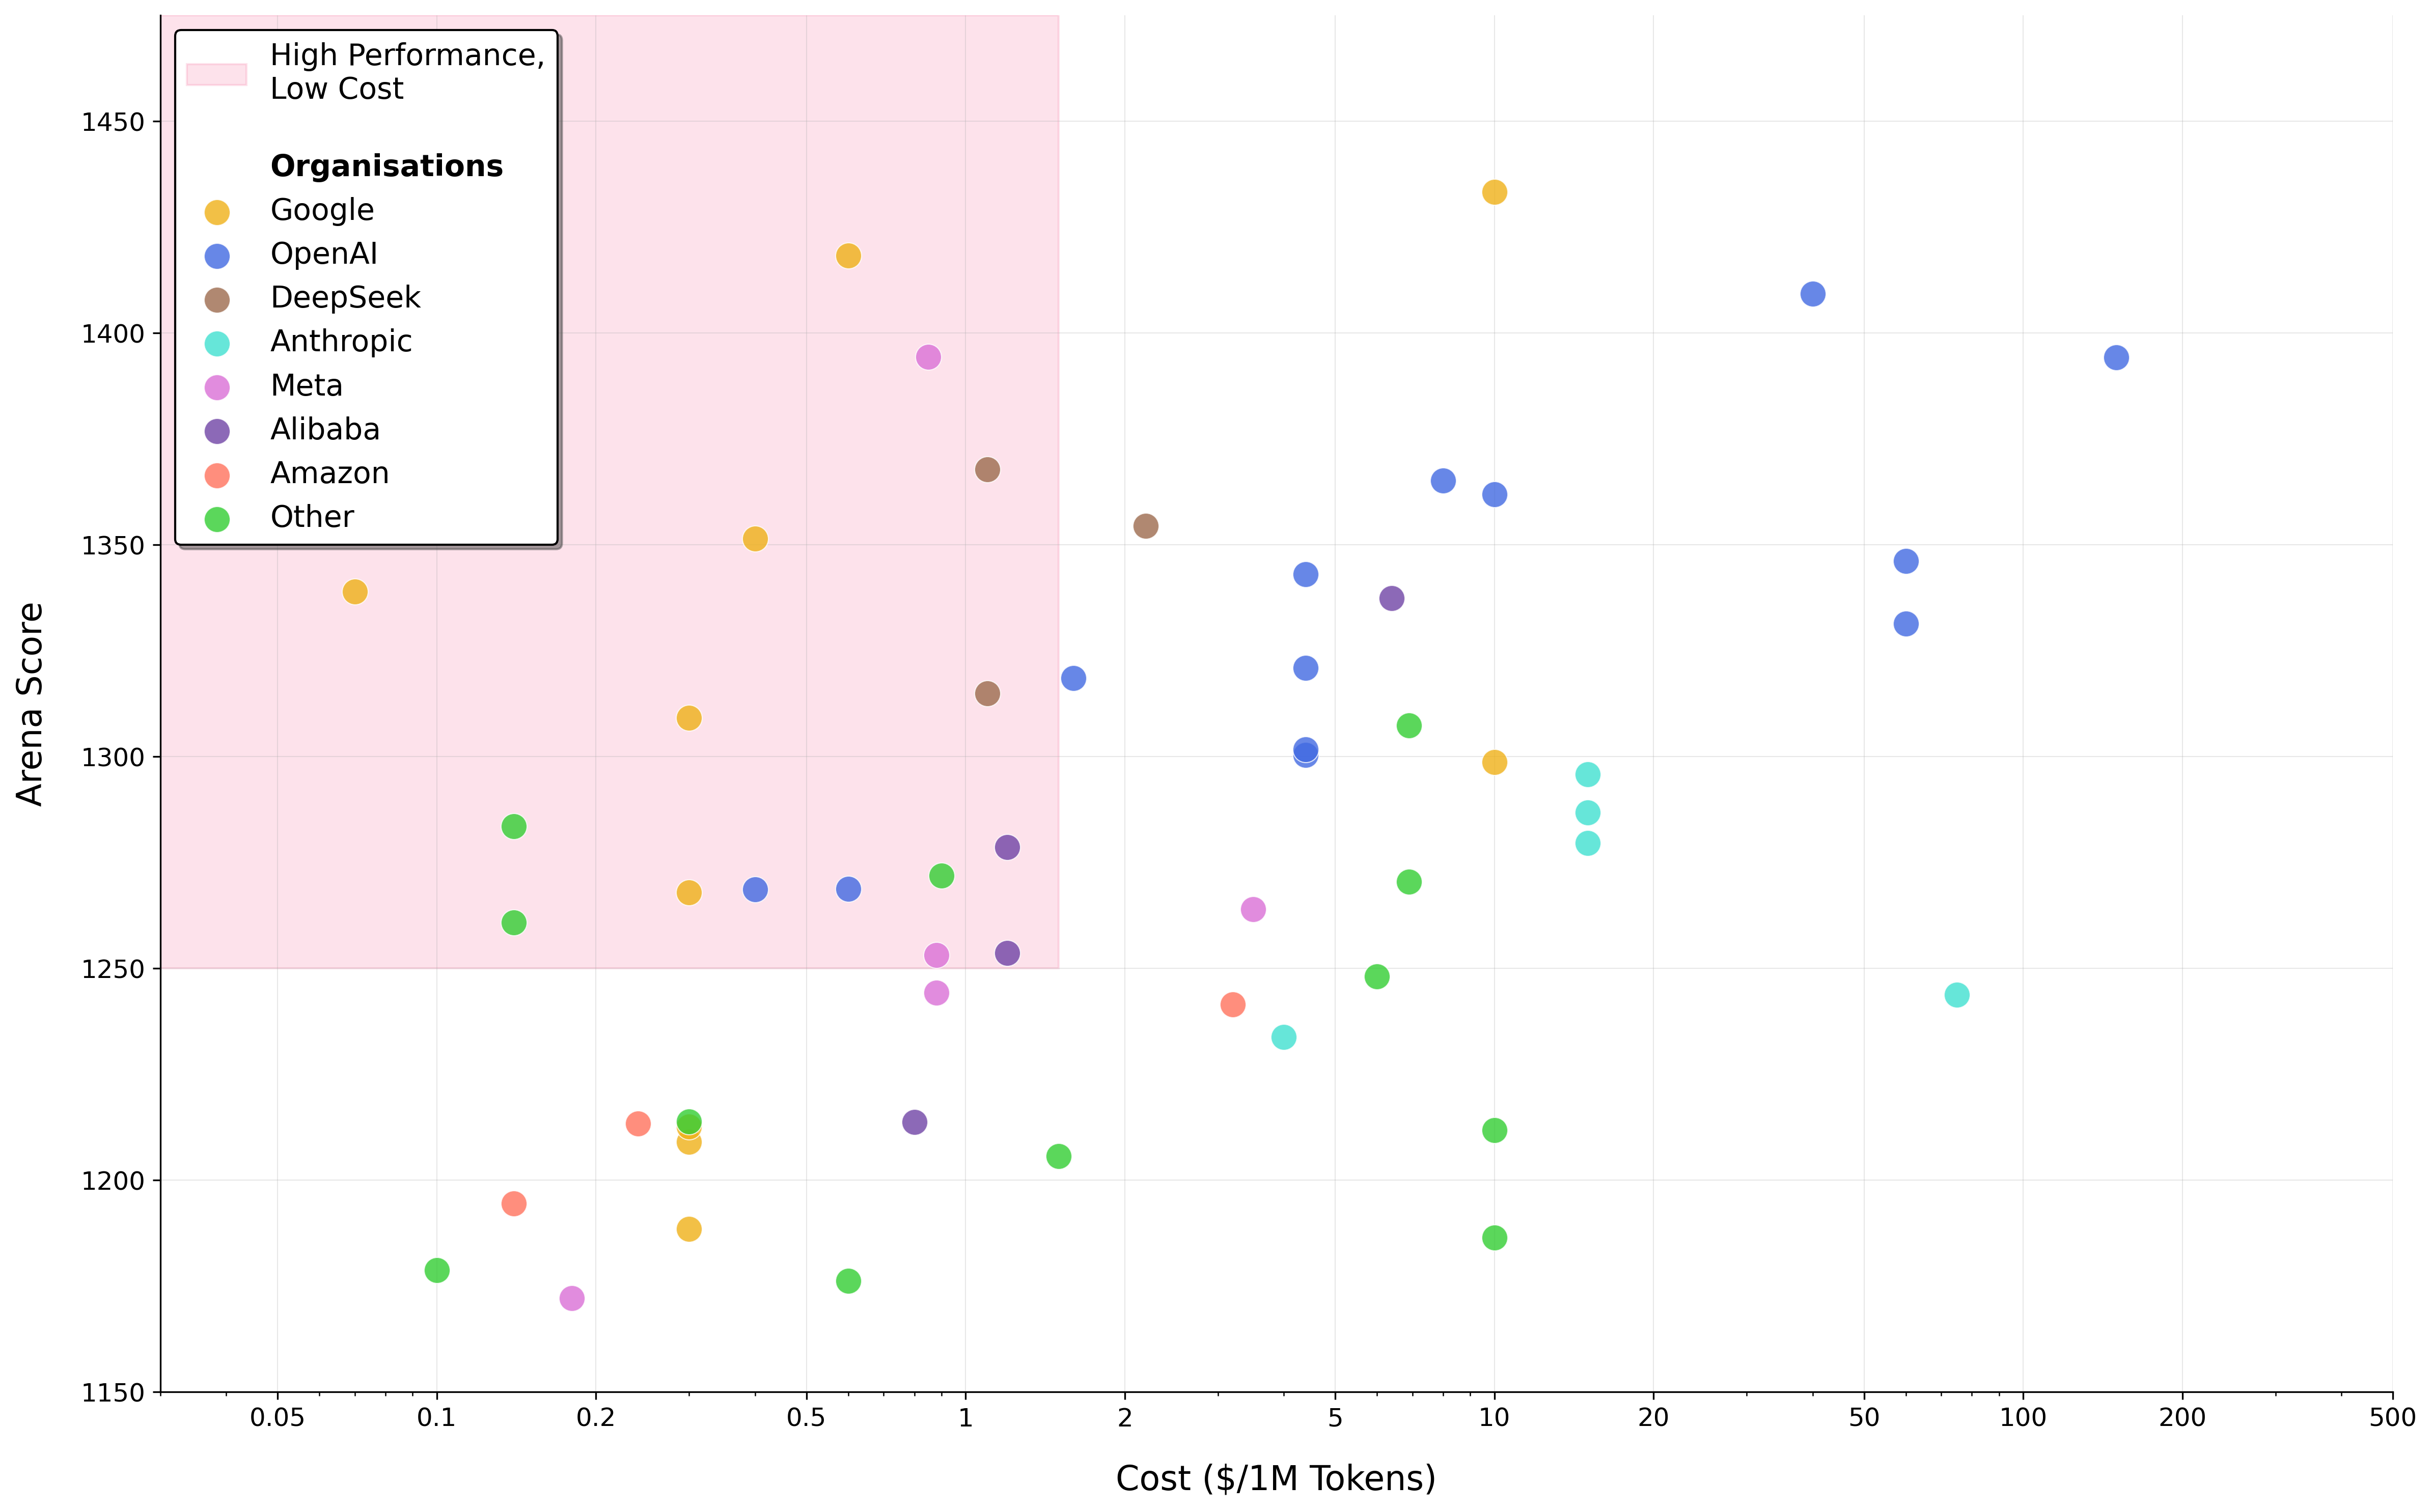 High Performance,
Low Cost
Organisations
Google
OpenAI
DeepSeek
Anthropic
Meta
Alibaba
Amazon
Other
Arena Score
1450
1400
1350
1300
1250
1200
1150
0.05 0.1 0.2 0.5 1 2 5 10 20 50 100 200 500
Cost ($/1M Tokens)